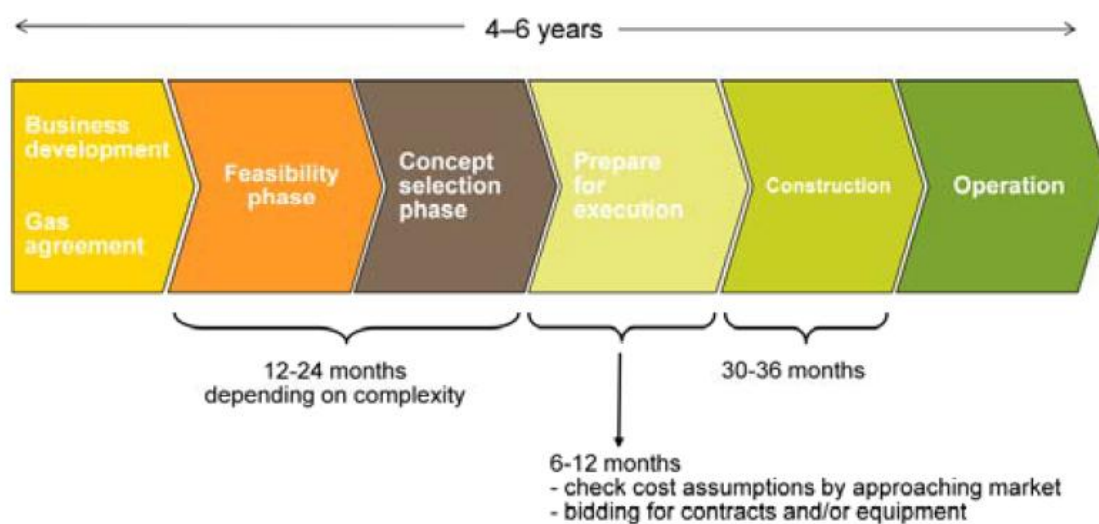 4–6 years
Business
development
Gas
agreement
Feasibility
phase
Concept
selection
phase
Prepare
for
execution
Construction
Operation
12-24 months
depending on complexity
30-36 months
6-12 months
- check cost assumptions by approaching market
- bidding for contracts and/or equipment